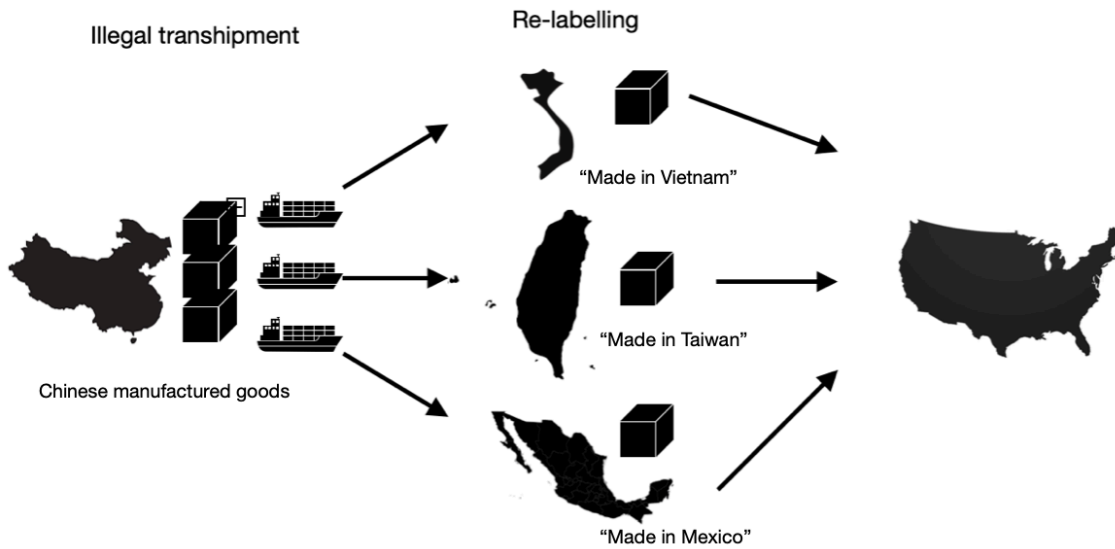 Illegal transhipment
Re-labelling
“Made in Vietnam”
“Made in Taiwan”
Chinese manufactured goods
“Made in Mexico”